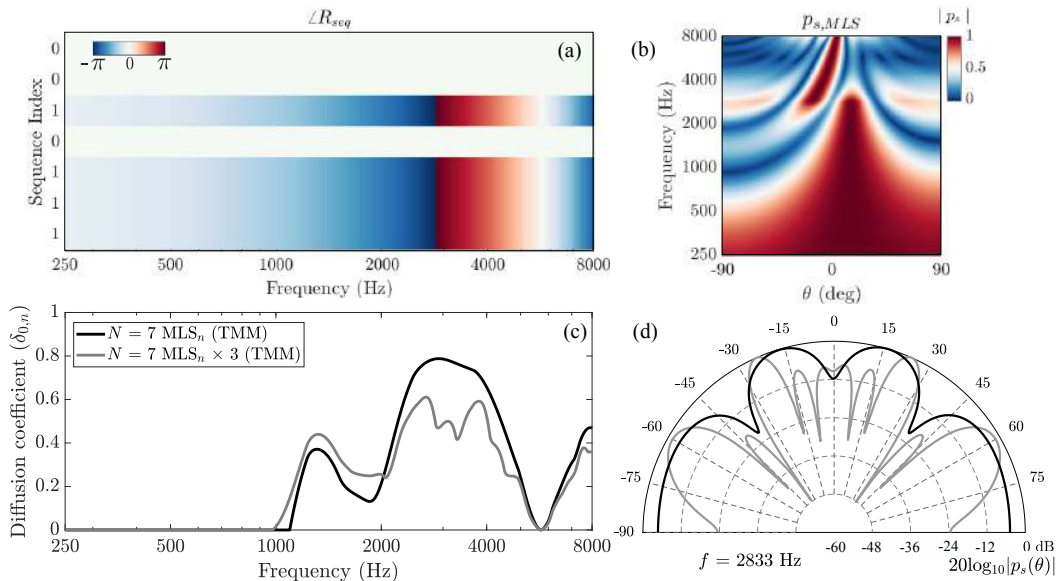 ∠R_seq
(a)
-π 0 π
Sequence Index
0
0
1
0
1
1
1
250 500 1000 2000 4000 8000
Frequency (Hz)
p_s,MLS
(b)
|p_s|
1
0.5
0
Frequency (Hz)
8000
4000
2000
1000
500
250
-90 0 90
θ (deg)
Diffusion coefficient (δ_0,n)
1
0.8
0.6
0.4
0.2
0
N = 7 MLS_n (TMM)
N = 7 MLS_n × 3 (TMM)
(c)
250 500 1000 2000 4000 8000
Frequency (Hz)
(d)
-90 -75 -60 -45 -30 -15 0 15 30 45 60 75
-60 -48 -36 -24 -12 0 dB
f = 2833 Hz
20log_10|p_s(θ)|